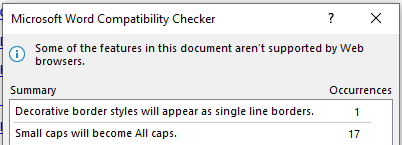 Microsoft Word Compatibility Checker
Some of the features in this document aren't supported by Web
browsers.
Summary Occurrences
Decorative border styles will appear as single line borders. 1
Small caps will become All caps. 17